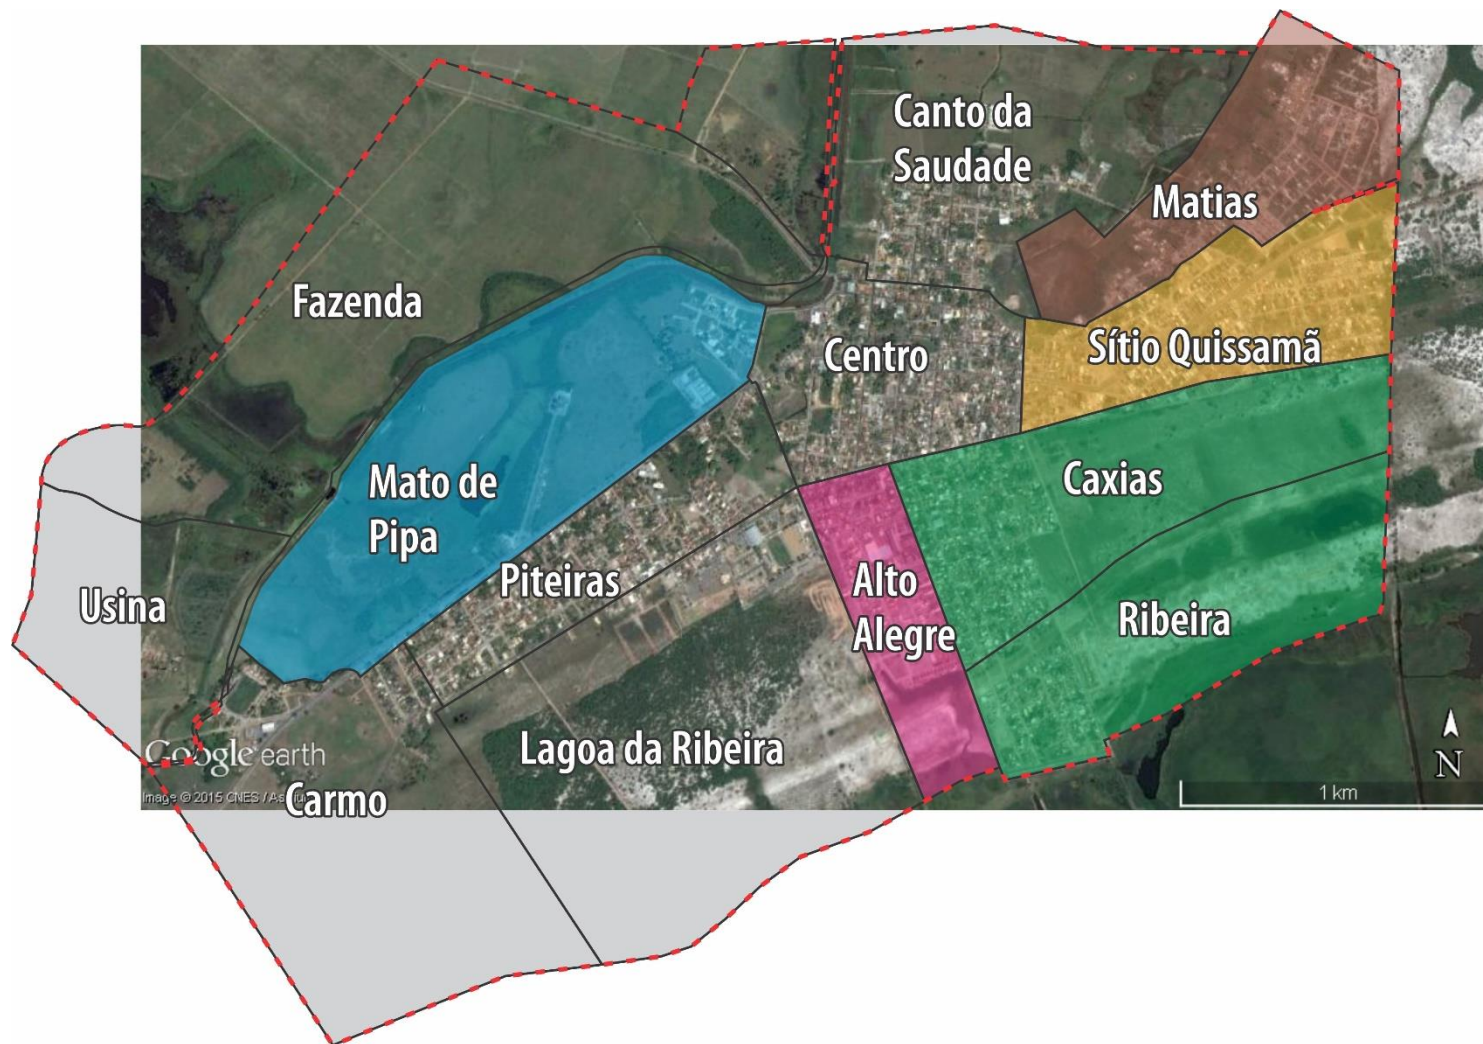 Canto da
Saudade
Matias
Fazenda
Centro
Sítio Quissamã
Mato de
Pipa
Caxias
Piteiras
Alto
Alegre
Usina
Ribeira
Lagoa da Ribeira
Google earth
Carmo
Image © 2015 CNES / As
N
1 km